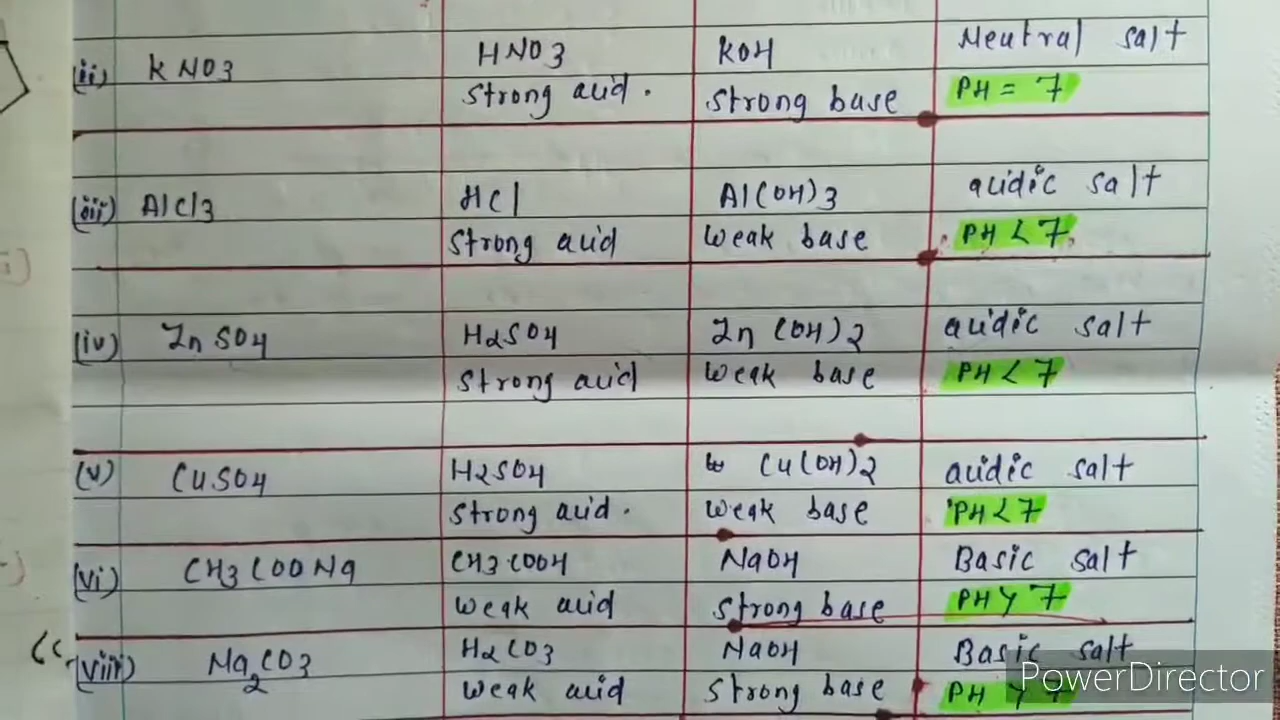 (ii) KNO3 HNO3 KOH Neutral salt
strong acid. strong base PH = 7
(iii) AlCl3 HCl Al(OH)3 acidic salt
strong acid weak base PH < 7
(iv) ZnSO4 H2SO4 Zn(OH)2 acidic salt
strong acid weak base PH < 7
(v) CuSO4 H2SO4 Cu(OH)2 acidic salt
strong acid. weak base PH < 7
(vi) CH3COONa CH3COOH NaOH Basic salt
weak acid strong base PH > 7
(viii) Na2CO3 H2CO3 NaOH Basic salt
weak acid strong base PH > 7
PowerDirector